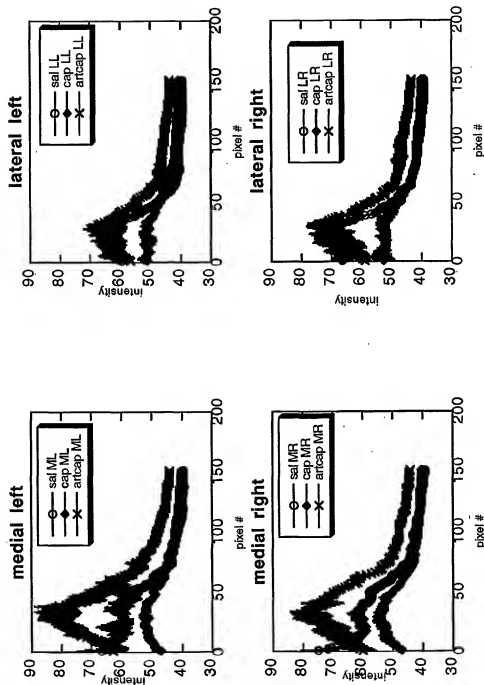 medial left
90
80
70
60
50
40
30
intensity
sal ML
cap ML
artcap ML
0
50
100
150
200
pixel #
lateral left
90
80
70
60
50
40
30
intensity
sal LL
cap LL
artcap LL
0
50
100
150
200
pixel #
medial right
90
80
70
60
50
40
30
intensity
sal MR
cap MR
artcap MR
0
50
100
150
200
pixel #
lateral right
90
80
70
60
50
40
30
intensity
sal LR
cap LR
artcap LR
0
50
100
150
200
pixel #